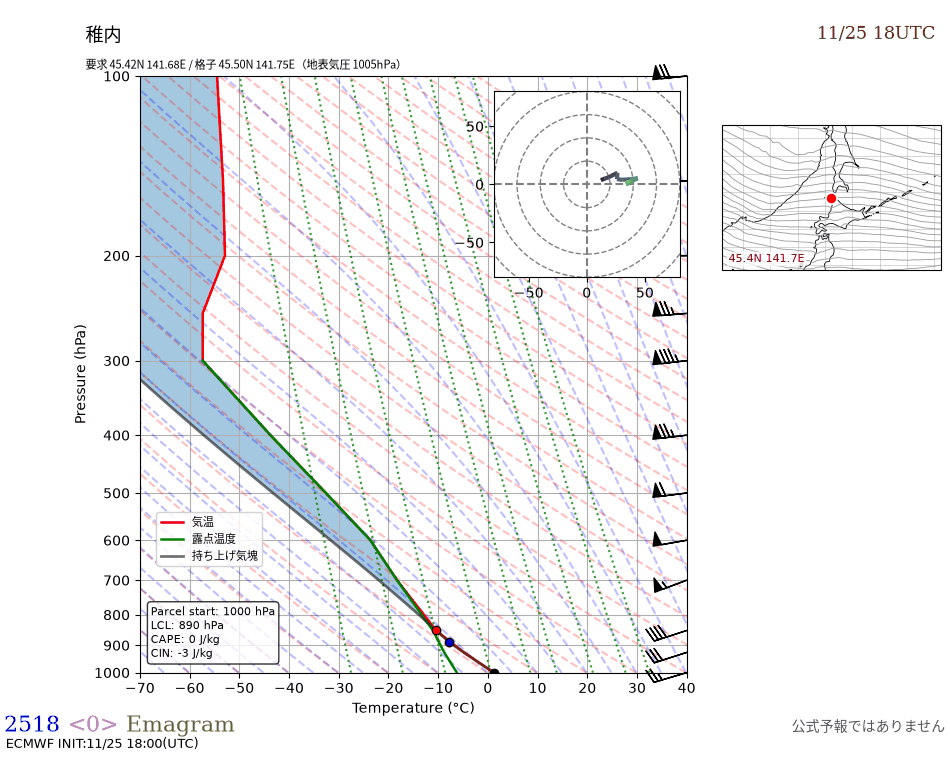 稚内
11/25 18UTC
要求 45.42N 141.68E / 格子 45.50N 141.75E（地表気圧 1005hPa）
100
200
300
400
500
600
700
800
900
1000
Pressure (hPa)
50
0
−50
−50 0 50
45.4N 141.7E
気温
露点温度
持ち上げ気塊
Parcel start: 1000 hPa
LCL: 890 hPa
CAPE: 0 J/kg
CIN: -3 J/kg
−70 −60 −50 −40 −30 −20 −10 0 10 20 30 40
Temperature (°C)
2518 <0> Emagram
公式予報ではありません
ECMWF INIT:11/25 18:00(UTC)